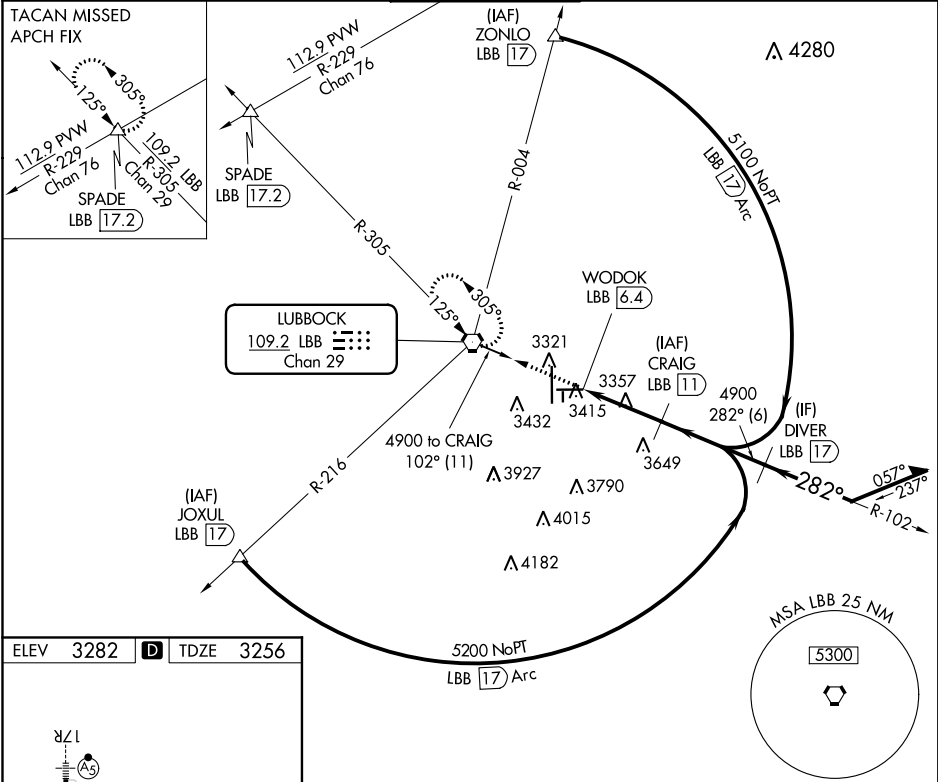 TACAN MISSED
APCH FIX
305°
125°
112.9 PVW
R-229
Chan 76
109.2 LBB
R-305
Chan 29
SPADE
LBB 17.2
112.9 PVW
R-229
Chan 76
SPADE
LBB 17.2
R-305
(IAF)
ZONLO
LBB 17
R-004
4280
5100 NoPT
LBB 17 Arc
LUBBOCK
109.2 LBB
Chan 29
305°
125°
WODOK
LBB 6.4
3321
3357
(IAF)
CRAIG
LBB 11
4900
282° (6)
(IF)
DIVER
LBB 17
3415
3432
3649
4900 to CRAIG
102° (11)
3927
3790
4015
4182
282°
057°
237°
R-102
R-216
(IAF)
JOXUL
LBB 17
5200 NoPT
LBB 17 Arc
MSA LBB 25 NM
5300
ELEV 3282 D TDZE 3256
17R
A5